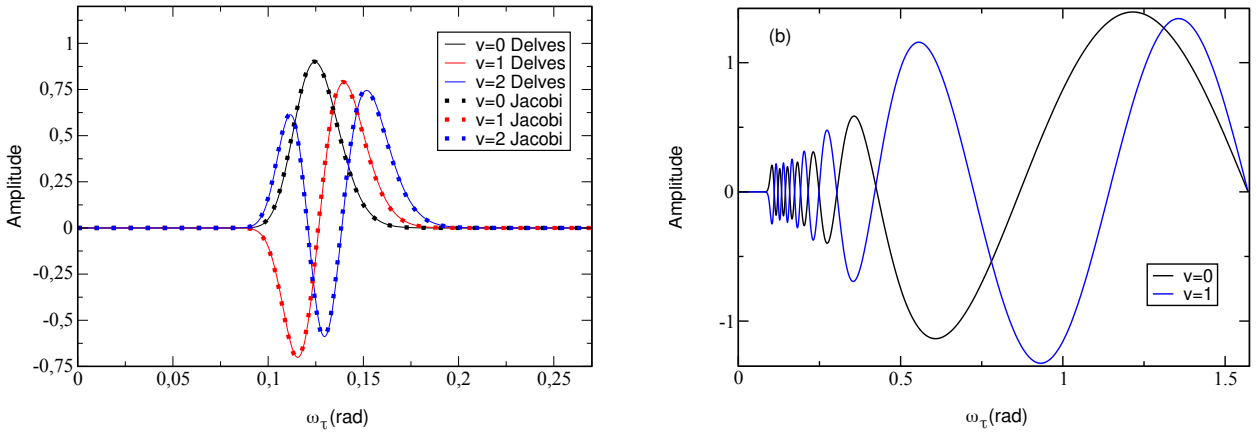 1
0,75
0,5
0,25
0
-0,25
-0,5
-0,75
Amplitude
0
0,05
0,1
0,15
0,2
0,25
ωτ(rad)
v=0 Delves
v=1 Delves
v=2 Delves
v=0 Jacobi
v=1 Jacobi
v=2 Jacobi
(b)
1
0
-1
Amplitude
0
0.5
1
1.5
ωτ(rad)
v=0
v=1